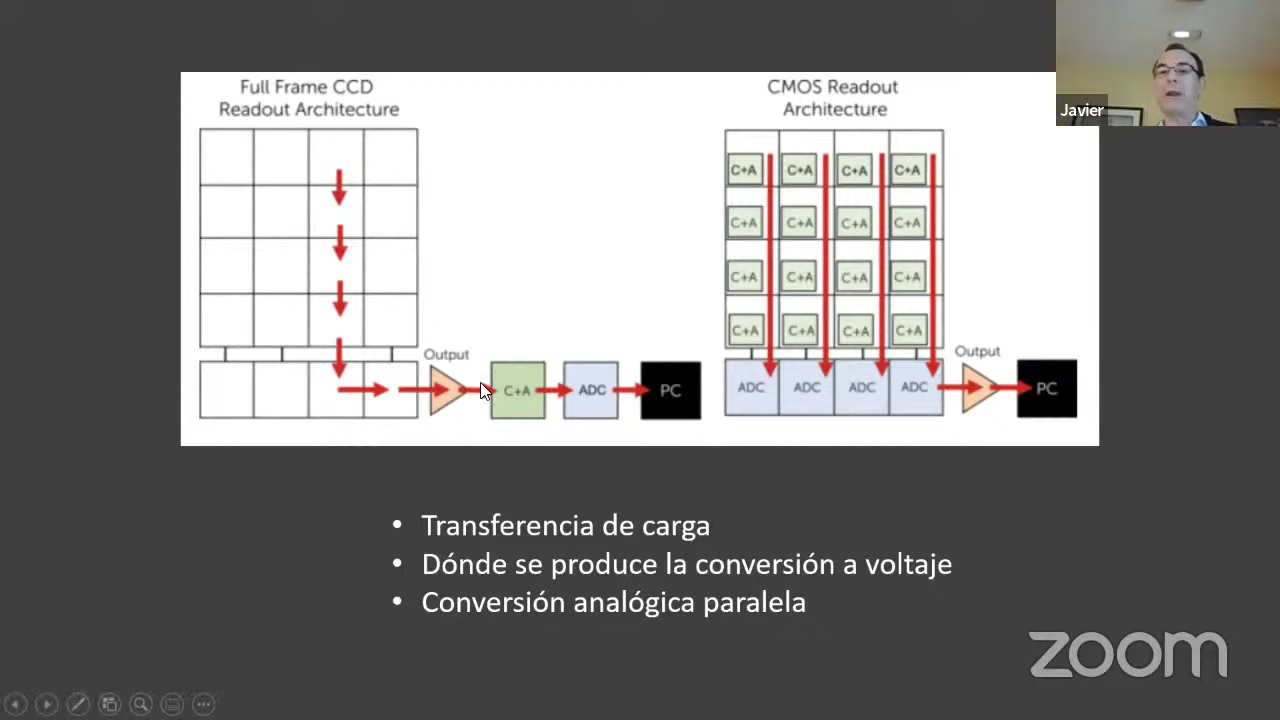 Full Frame CCD
Readout Architecture
CMOS Readout
Architecture
Javier
C+A C+A C+A C+A
C+A C+A C+A C+A
C+A C+A C+A C+A
C+A C+A C+A C+A
Output
C+A
ADC
PC
ADC ADC ADC ADC
Output
PC
• Transferencia de carga
• Dónde se produce la conversión a voltaje
• Conversión analógica paralela
zoom